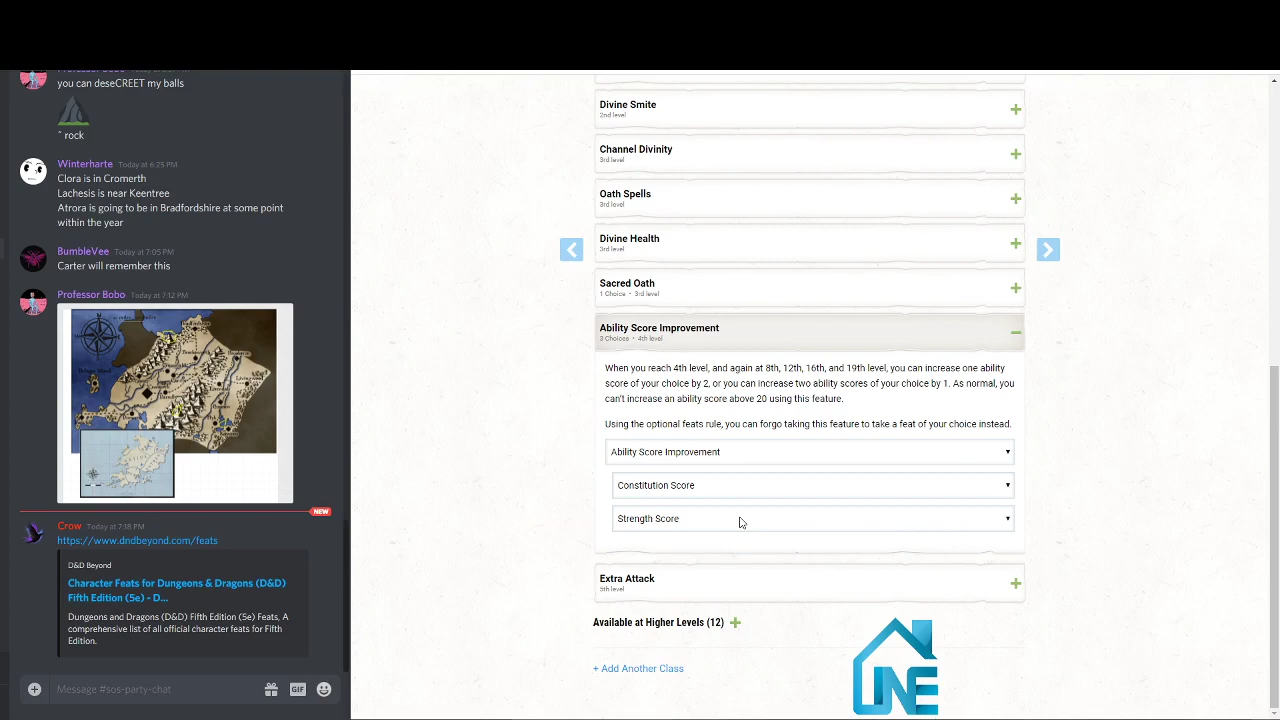 you can deseCREET my balls
^ rock
Winterharte Today at 6:25 PM
Clora is in Cromerth
Lachesis is near Keentree
Atrora is going to be in Bradfordshire at some point
within the year
BumbleVee Today at 7:05 PM
Carter will remember this
Professor Bobo Today at 7:12 PM
NEW
Crow Today at 7:18 PM
https://www.dndbeyond.com/feats
D&D Beyond
Character Feats for Dungeons & Dragons (D&D)
Fifth Edition (5e) - D...
Dungeons and Dragons (D&D) Fifth Edition (5e) Feats, A
comprehensive list of all official character feats for Fifth
Edition.
Message #sos-party-chat
GIF
Divine Smite
2nd level
Channel Divinity
3rd level
Oath Spells
3rd level
Divine Health
3rd level
Sacred Oath
1 Choice • 3rd level
Ability Score Improvement
3 Choices • 4th level
When you reach 4th level, and again at 8th, 12th, 16th, and 19th level, you can increase one ability
score of your choice by 2, or you can increase two ability scores of your choice by 1. As normal, you
can't increase an ability score above 20 using this feature.
Using the optional feats rule, you can forgo taking this feature to take a feat of your choice instead.
Ability Score Improvement
Constitution Score
Strength Score
Extra Attack
5th level
Available at Higher Levels (12)
+ Add Another Class
UNE